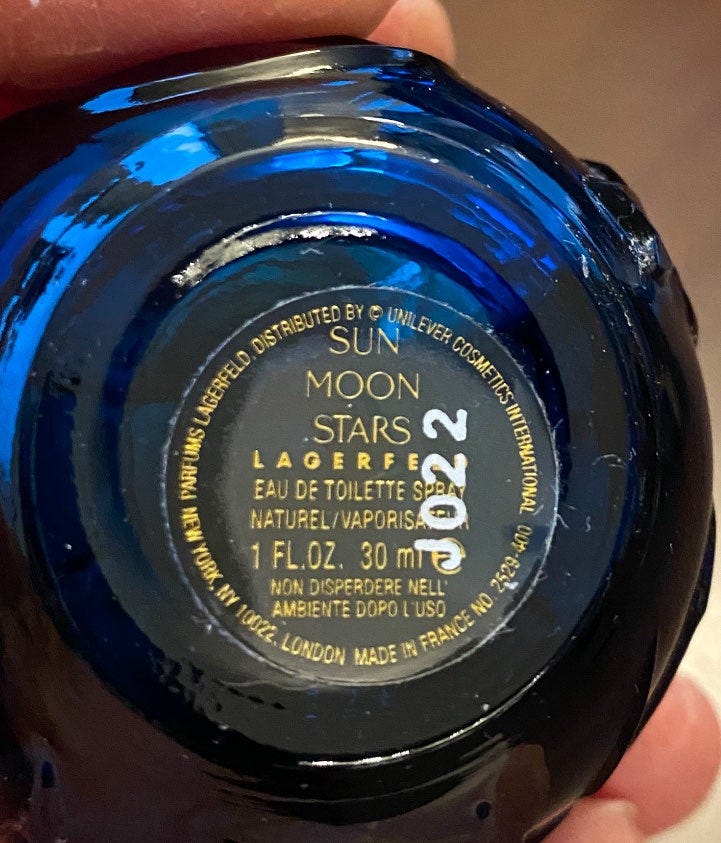 PARFUMS LAGERFELD DISTRIBUTED BY © UNILEVER COSMETICS INTERNATIONAL
NEW YORK, NY 10022. LONDON MADE IN FRANCE NO. 2529-400
SUN
MOON
STARS
LAGERFE
EAU DE TOILETTE SPRAY
NATUREL/VAPORISA
1 FL.OZ. 30 ml
NON DISPERDERE NELL'
AMBIENTE DOPO L'USO
J022